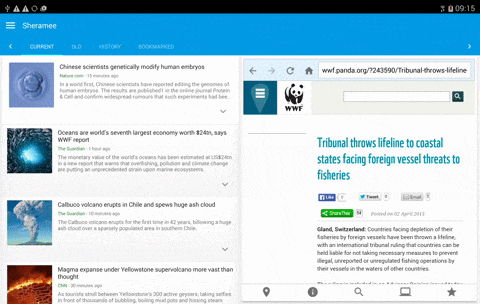 09:15
Sheramee
CURRENT OLD HISTORY BOOKMARKED
Chinese scientists genetically modify human embryos
Nature.com - 16 minutes ago
In a world first, Chinese scientists have reported editing the genomes of
human embryos. The results are published1 in the online journal Protein
& Cell and confirm widespread rumours that such experiments had bee...
Oceans are world's seventh largest economy worth $24tn, says
WWF report
The Guardian - 1 hour ago
The monetary value of the world's oceans has been estimated at US$24tn
in a new report that warns that overfishing, pollution and climate change
are putting an unprecedented strain upon marine ecosystems.
Calbuco volcano erupts in Chile and spews huge ash cloud
The Guardian - 10 minutes ago
The Calbuco volcano erupts for the first time in 42 years, following a huge
ash cloud over a sparsely populated area in southern Chile.
Magma expanse under Yellowstone supervolcano more vast than
thought
CNN - 30 minutes ago
As tourists stroll between Yellowstone's 300 active geysers, taking selfies
in front of thousands of bubbling, boiling mud pots and hissing steam
wwf.panda.org/?243590/Tribunal-throws-lifeline
WWF
Tribunal throws lifeline to coastal
states facing foreign vessel threats to
fisheries
Like
Tweet
Email
ShareThis
Posted on 02 April 2015
Gland, Switzerland: Countries facing depletion of their
fisheries by foreign vessels have been thrown a lifeline,
with an international ruling that countries can be
held liable for not taking necessary measures to prevent
illegal, unreported or unregulated fishing operations by
their vessels in the waters of other countries.